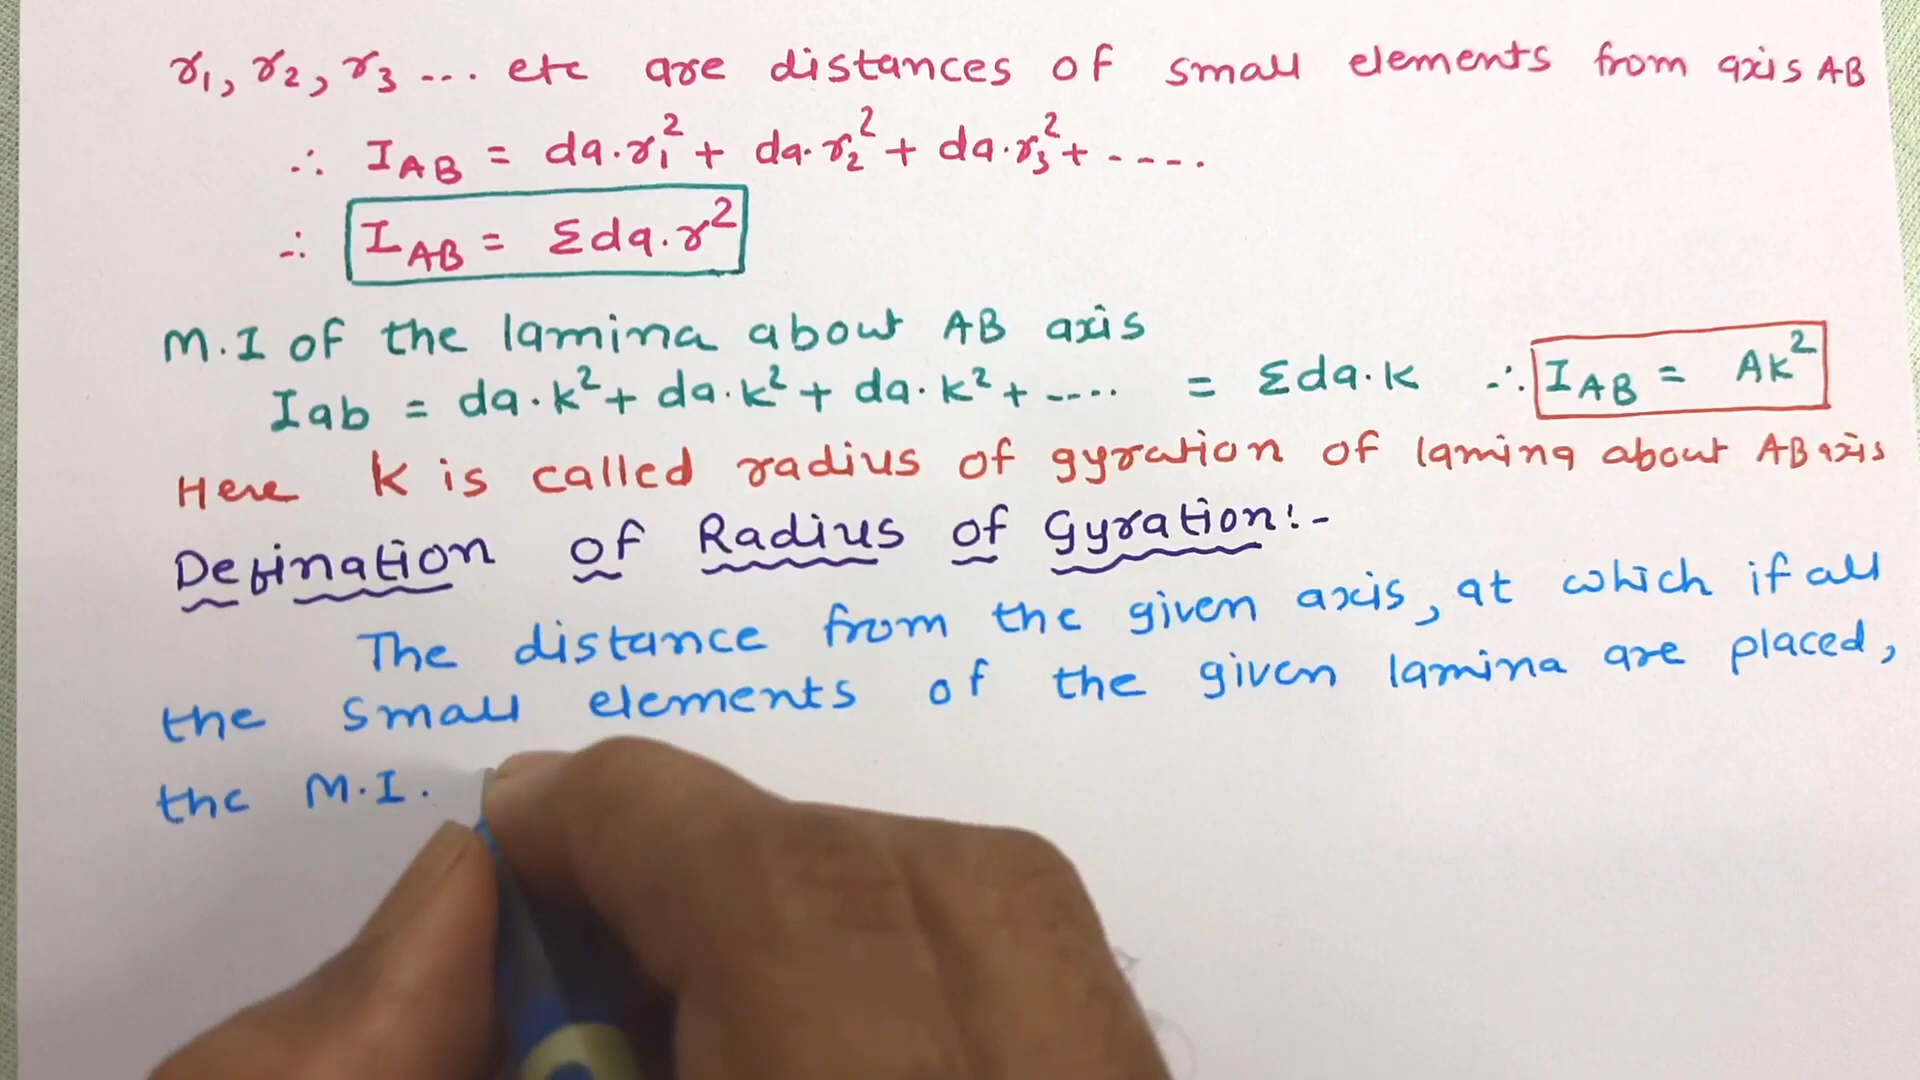 r1, r2, r3 ... etc are distances of small elements from axis AB
∴ I_AB = da.r₁² + da.r₂² + da.r₃² + ----.
∴ I_AB = Σda.r²
M.I of the lamina about AB axis
Iab = da.k² + da.k² + da.k² + ---- = Σda.k ∴ I_AB = Ak²
Here k is called radius of gyration of lamina about AB axis
Defination of Radius of Gyration:-
The distance from the given axis, at which if all
the small elements of the given lamina are placed,
the M.I.